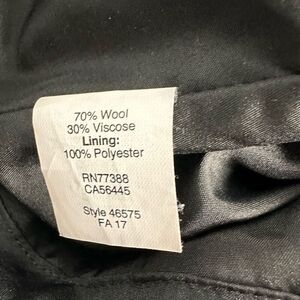 70% Wool
30% Viscose
Lining:
100% Polyester
RN77388
CA56445
Style 46575
FA 17